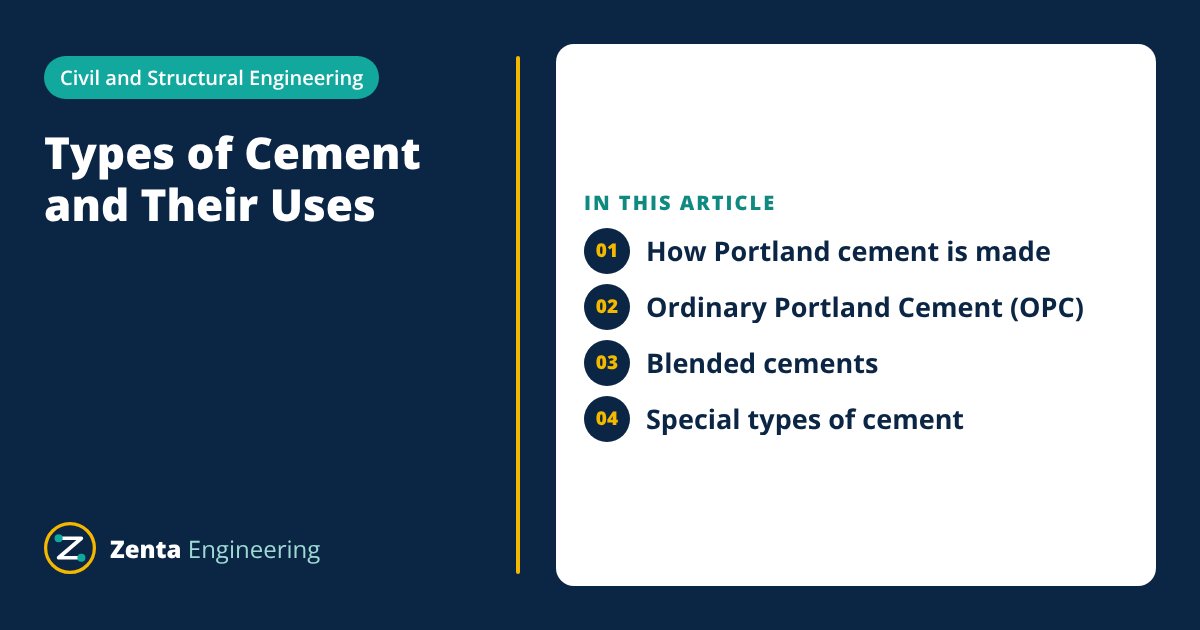 Civil and Structural Engineering
Types of Cement
and Their Uses
Zenta Engineering
IN THIS ARTICLE
01 How Portland cement is made
02 Ordinary Portland Cement (OPC)
03 Blended cements
04 Special types of cement